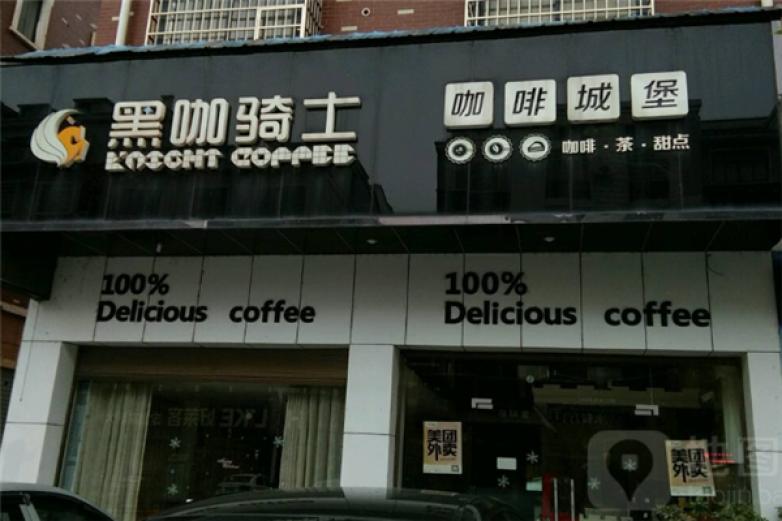 黑咖骑士
KNIGHT COFFEE
咖啡城堡
咖啡·茶·甜点
100%
Delicious coffee
100%
Delicious coffee
美团
外卖
美团
外卖